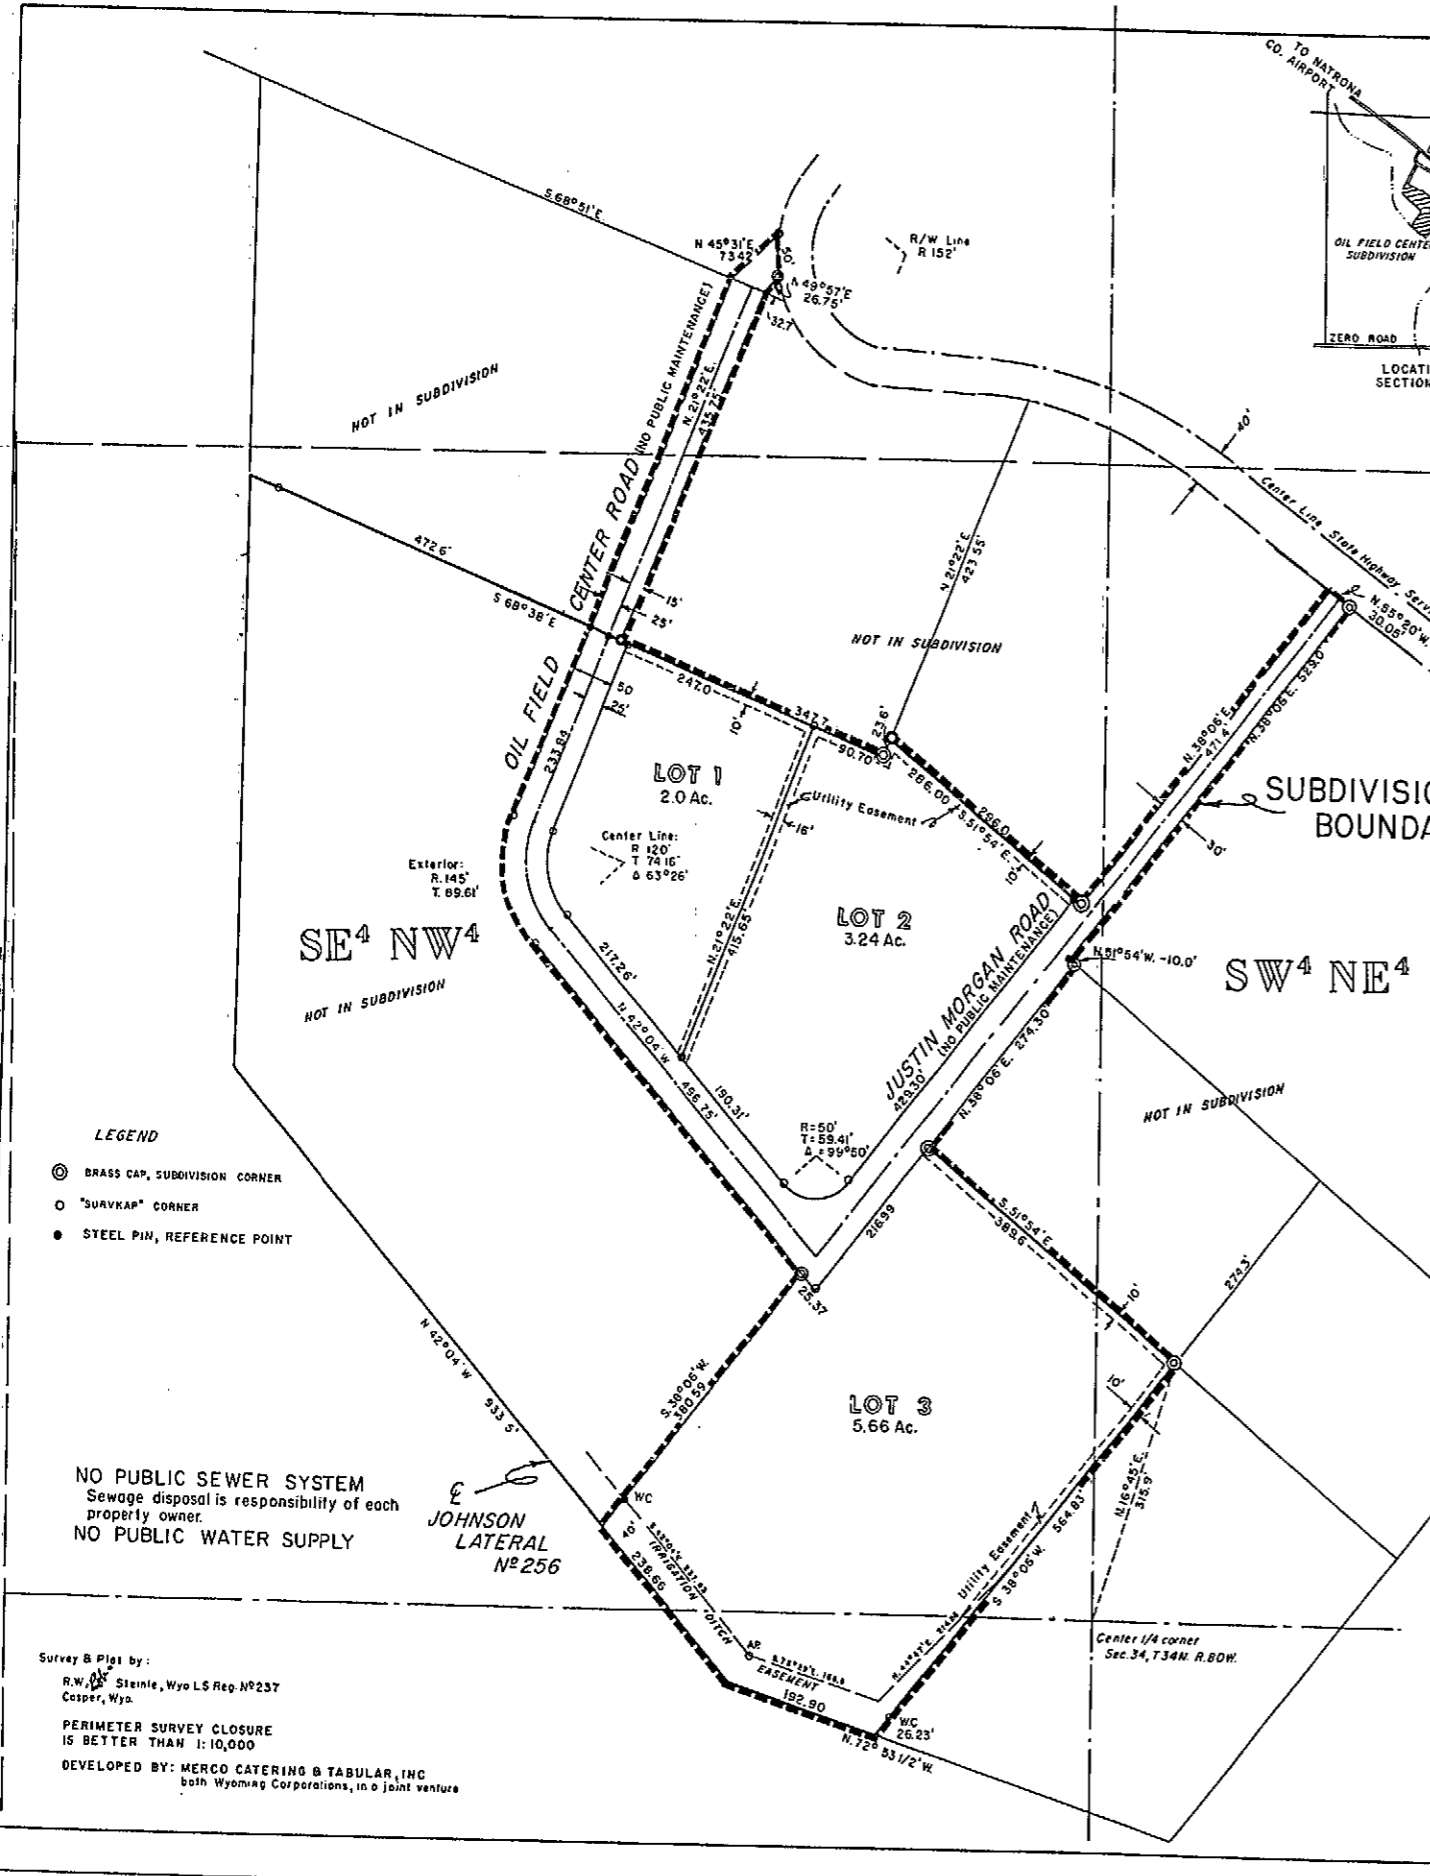 TO NATRONA
CO. AIRPORT
OIL FIELD CENTE
SUBDIVISION
ZERO ROAD
LOCATI
SECTION
S.68°51'E.
N 45°31'E
73.42'
50'
49°57'E
26.75'
32.7
R/W Line
R 152'
NOT IN SUBDIVISION
OIL FIELD CENTER ROAD (NO PUBLIC MAINTENANCE)
N. 21°22'E.
435.75'
40'
Center Line State Highway Serv
472.6'
S 68°38'E
15'
25'
N 21°22'E
423.55'
NOT IN SUBDIVISION
N.55°20'W.
30.05'
247.0
10'
347.7
90.70
23.6'
50
25'
233.84
LOT 1
2.0 Ac.
Utility Easement
16'
286.00
S.51°54'E.
296.0
10'
N.38°06'E.
471.4'
N.38°06'E. 529.0'
SUBDIVISIO
BOUNDA
30'
Center Line:
R 120'
T 74.16'
Δ 63°26'
Exterior:
R.145'
T. 89.61'
SE⁴ NW⁴
NOT IN SUBDIVISION
N.21°22'E.
415.65'
LOT 2
3.24 Ac.
JUSTIN MORGAN ROAD
(NO PUBLIC MAINTENANCE)
429.30'
N.51°54'W. -10.0'
SW⁴ NE⁴
217.26'
N 42°04'W
496.75'
190.31'
N.38°06'E. 274.30'
NOT IN SUBDIVISION
R=50'
T=59.41'
Δ=99°50'
LEGEND
BRASS CAP, SUBDIVISION CORNER
"SURVKAP" CORNER
STEEL PIN, REFERENCE POINT
216.99
25.37
S.51°54'E
389.6
10'
274.3'
N 42°04'W 933.5'
S.38°06'W.
380.59
LOT 3
5.66 Ac.
10'
N.16°45'E.
315.9'
NO PUBLIC SEWER SYSTEM
Sewage disposal is responsibility of each
property owner.
NO PUBLIC WATER SUPPLY
℄
JOHNSON
LATERAL
Nº256
WC
40'
238.66
IRRIGATION DITCH
EASEMENT
AP.
192.90
Utility Easement
564.83'
S 38°06'W.
WC
26.23'
N.72°53 1/2'W.
Center 1/4 corner
Sec.34, T34N. R.80W.
Survey & Plat by:
R.W. Steinle, Wyo L.S Reg. Nº237
Casper, Wyo.
PERIMETER SURVEY CLOSURE
IS BETTER THAN 1:10,000
DEVELOPED BY: MERCO CATERING & TABULAR, INC
both Wyoming Corporations, in a joint venture